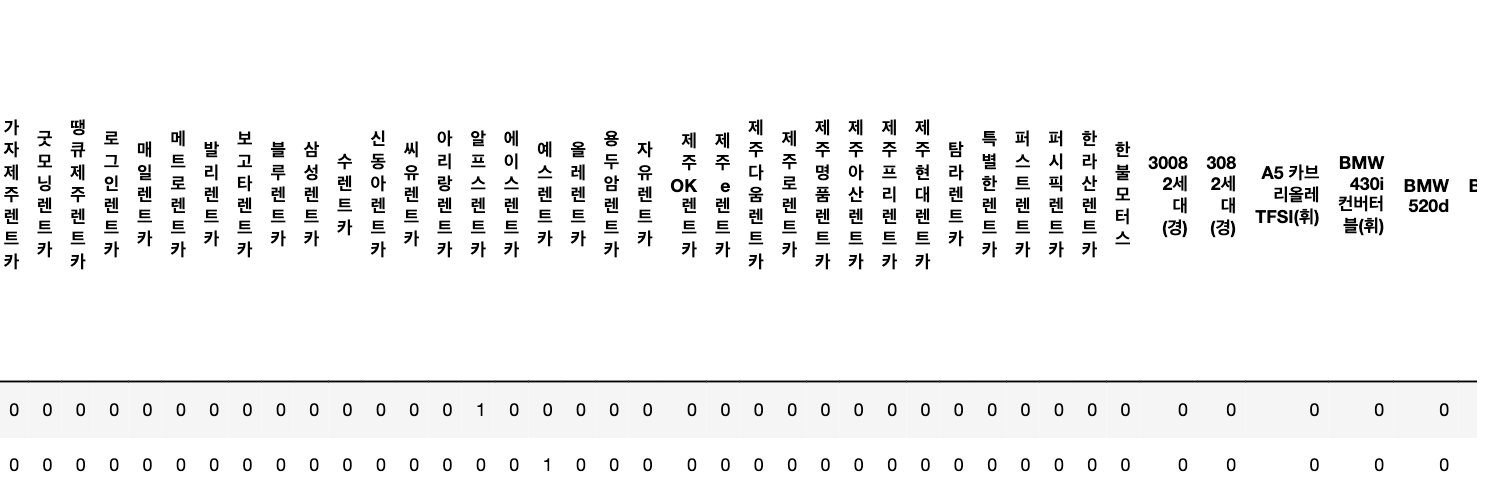 가자제주렌트카 굿모닝렌트카 땡큐제주렌트카 로그인렌트카 매일렌트카 메트로렌트카 발리렌트카 보고타렌트카 블루렌트카 삼성렌트카 수렌트카 신동아렌트카 씨유렌트카 아리랑렌트카 알프스렌트카 에이스렌트카 예스렌트카 올레렌트카 용두암렌트카 자유렌트카 제주OK렌트카 제주e렌트카 제주다움렌트카 제주로렌트카 제주명품렌트카 제주아산렌트카 제주프리렌트카 제주현대렌트카 탐라렌트카 특별한렌트카 퍼스트렌트카 퍼시픽렌트카 한라산렌트카 한불모터스 3008 2세대(경) 308 2세대(경) A5 카브리올레 TFSI(휘) BMW 430i 컨버터블(휘) BMW 520d
0 0 0 0 0 0 0 0 0 0 0 0 0 0 1 0 0 0 0 0 0 0 0 0 0 0 0 0 0 0 0 0 0 0 0 0 0 0 0
0 0 0 0 0 0 0 0 0 0 0 0 0 0 0 0 1 0 0 0 0 0 0 0 0 0 0 0 0 0 0 0 0 0 0 0 0 0 0